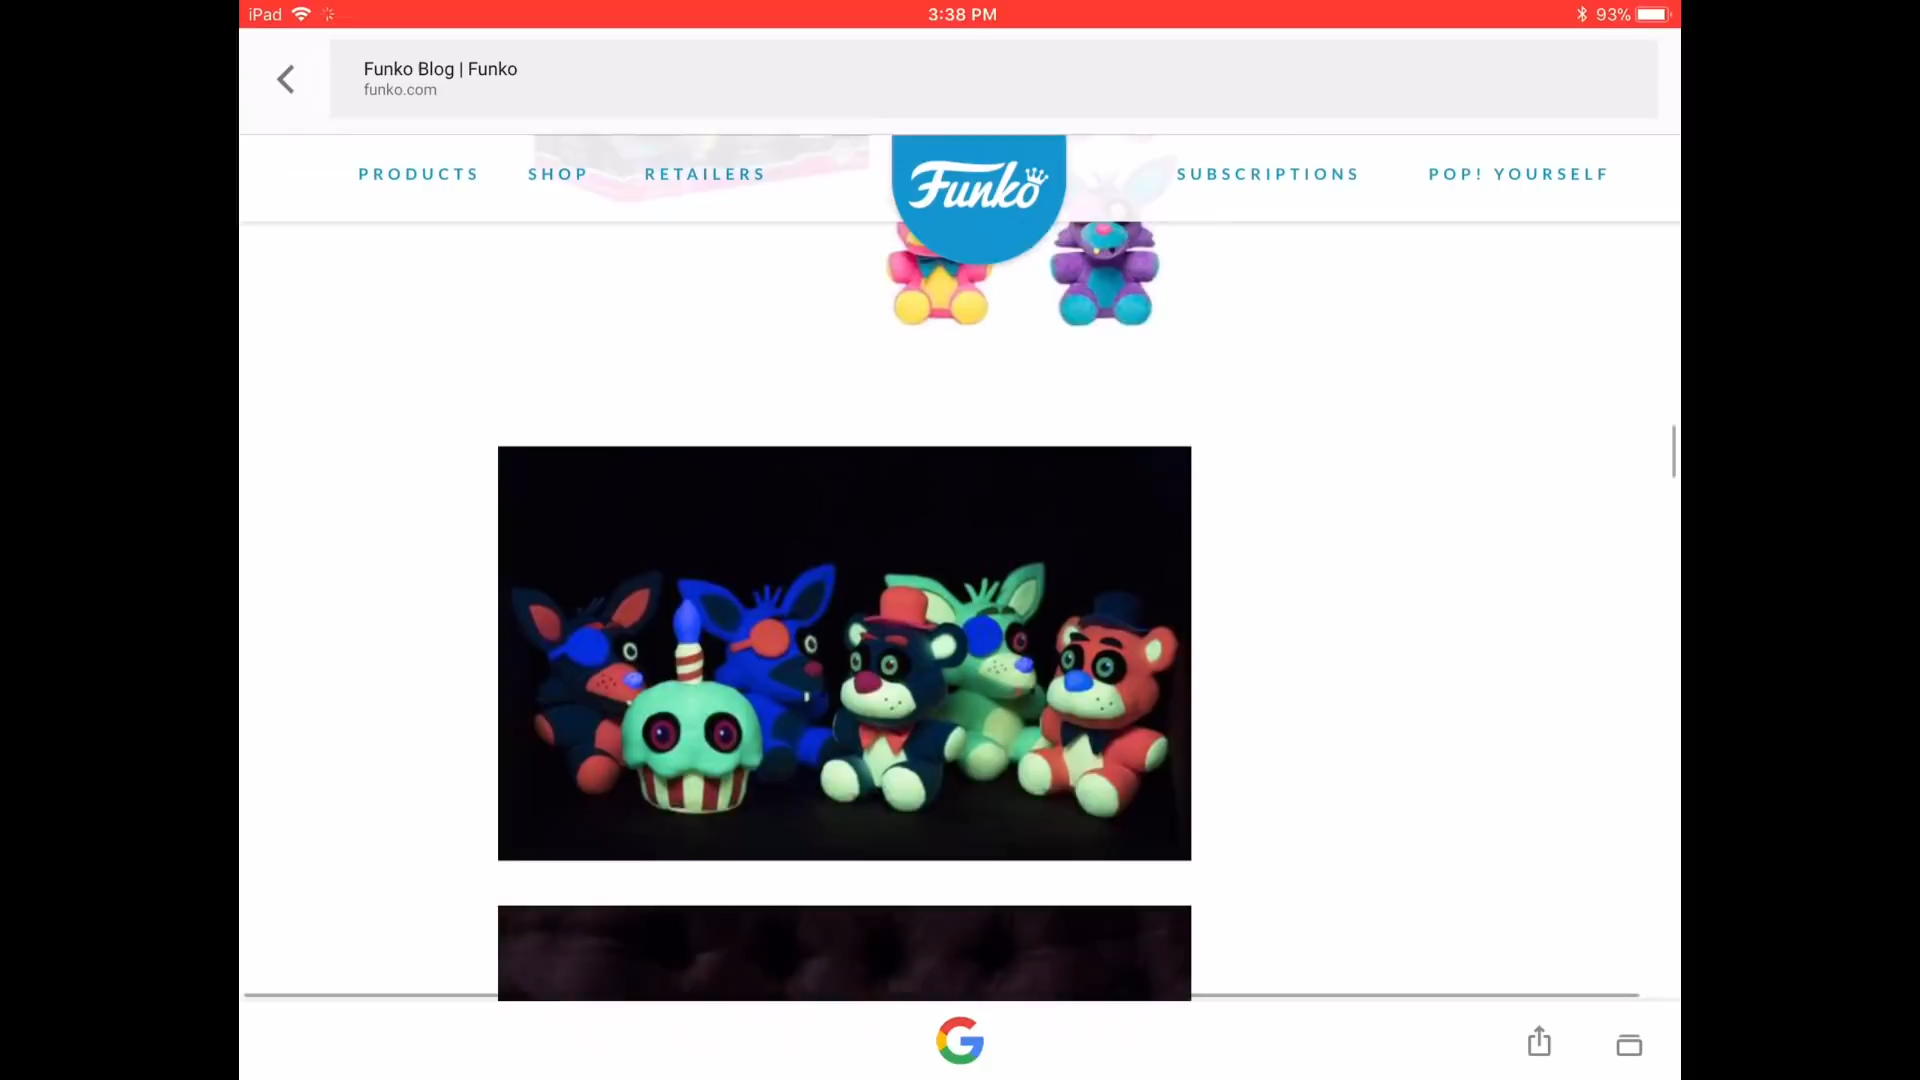 iPad
3:38 PM
93%
Funko Blog | Funko
funko.com
PRODUCTS
SHOP
RETAILERS
Funko
SUBSCRIPTIONS
POP! YOURSELF